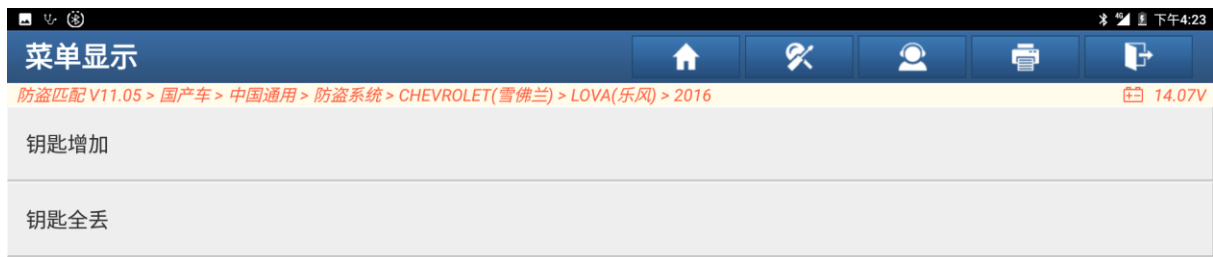 4G 下午4:23
菜单显示
防盗匹配 V11.05 > 国产车 > 中国通用 > 防盗系统 > CHEVROLET(雪佛兰) > LOVA(乐风) > 2016 14.07V
钥匙增加
钥匙全丢